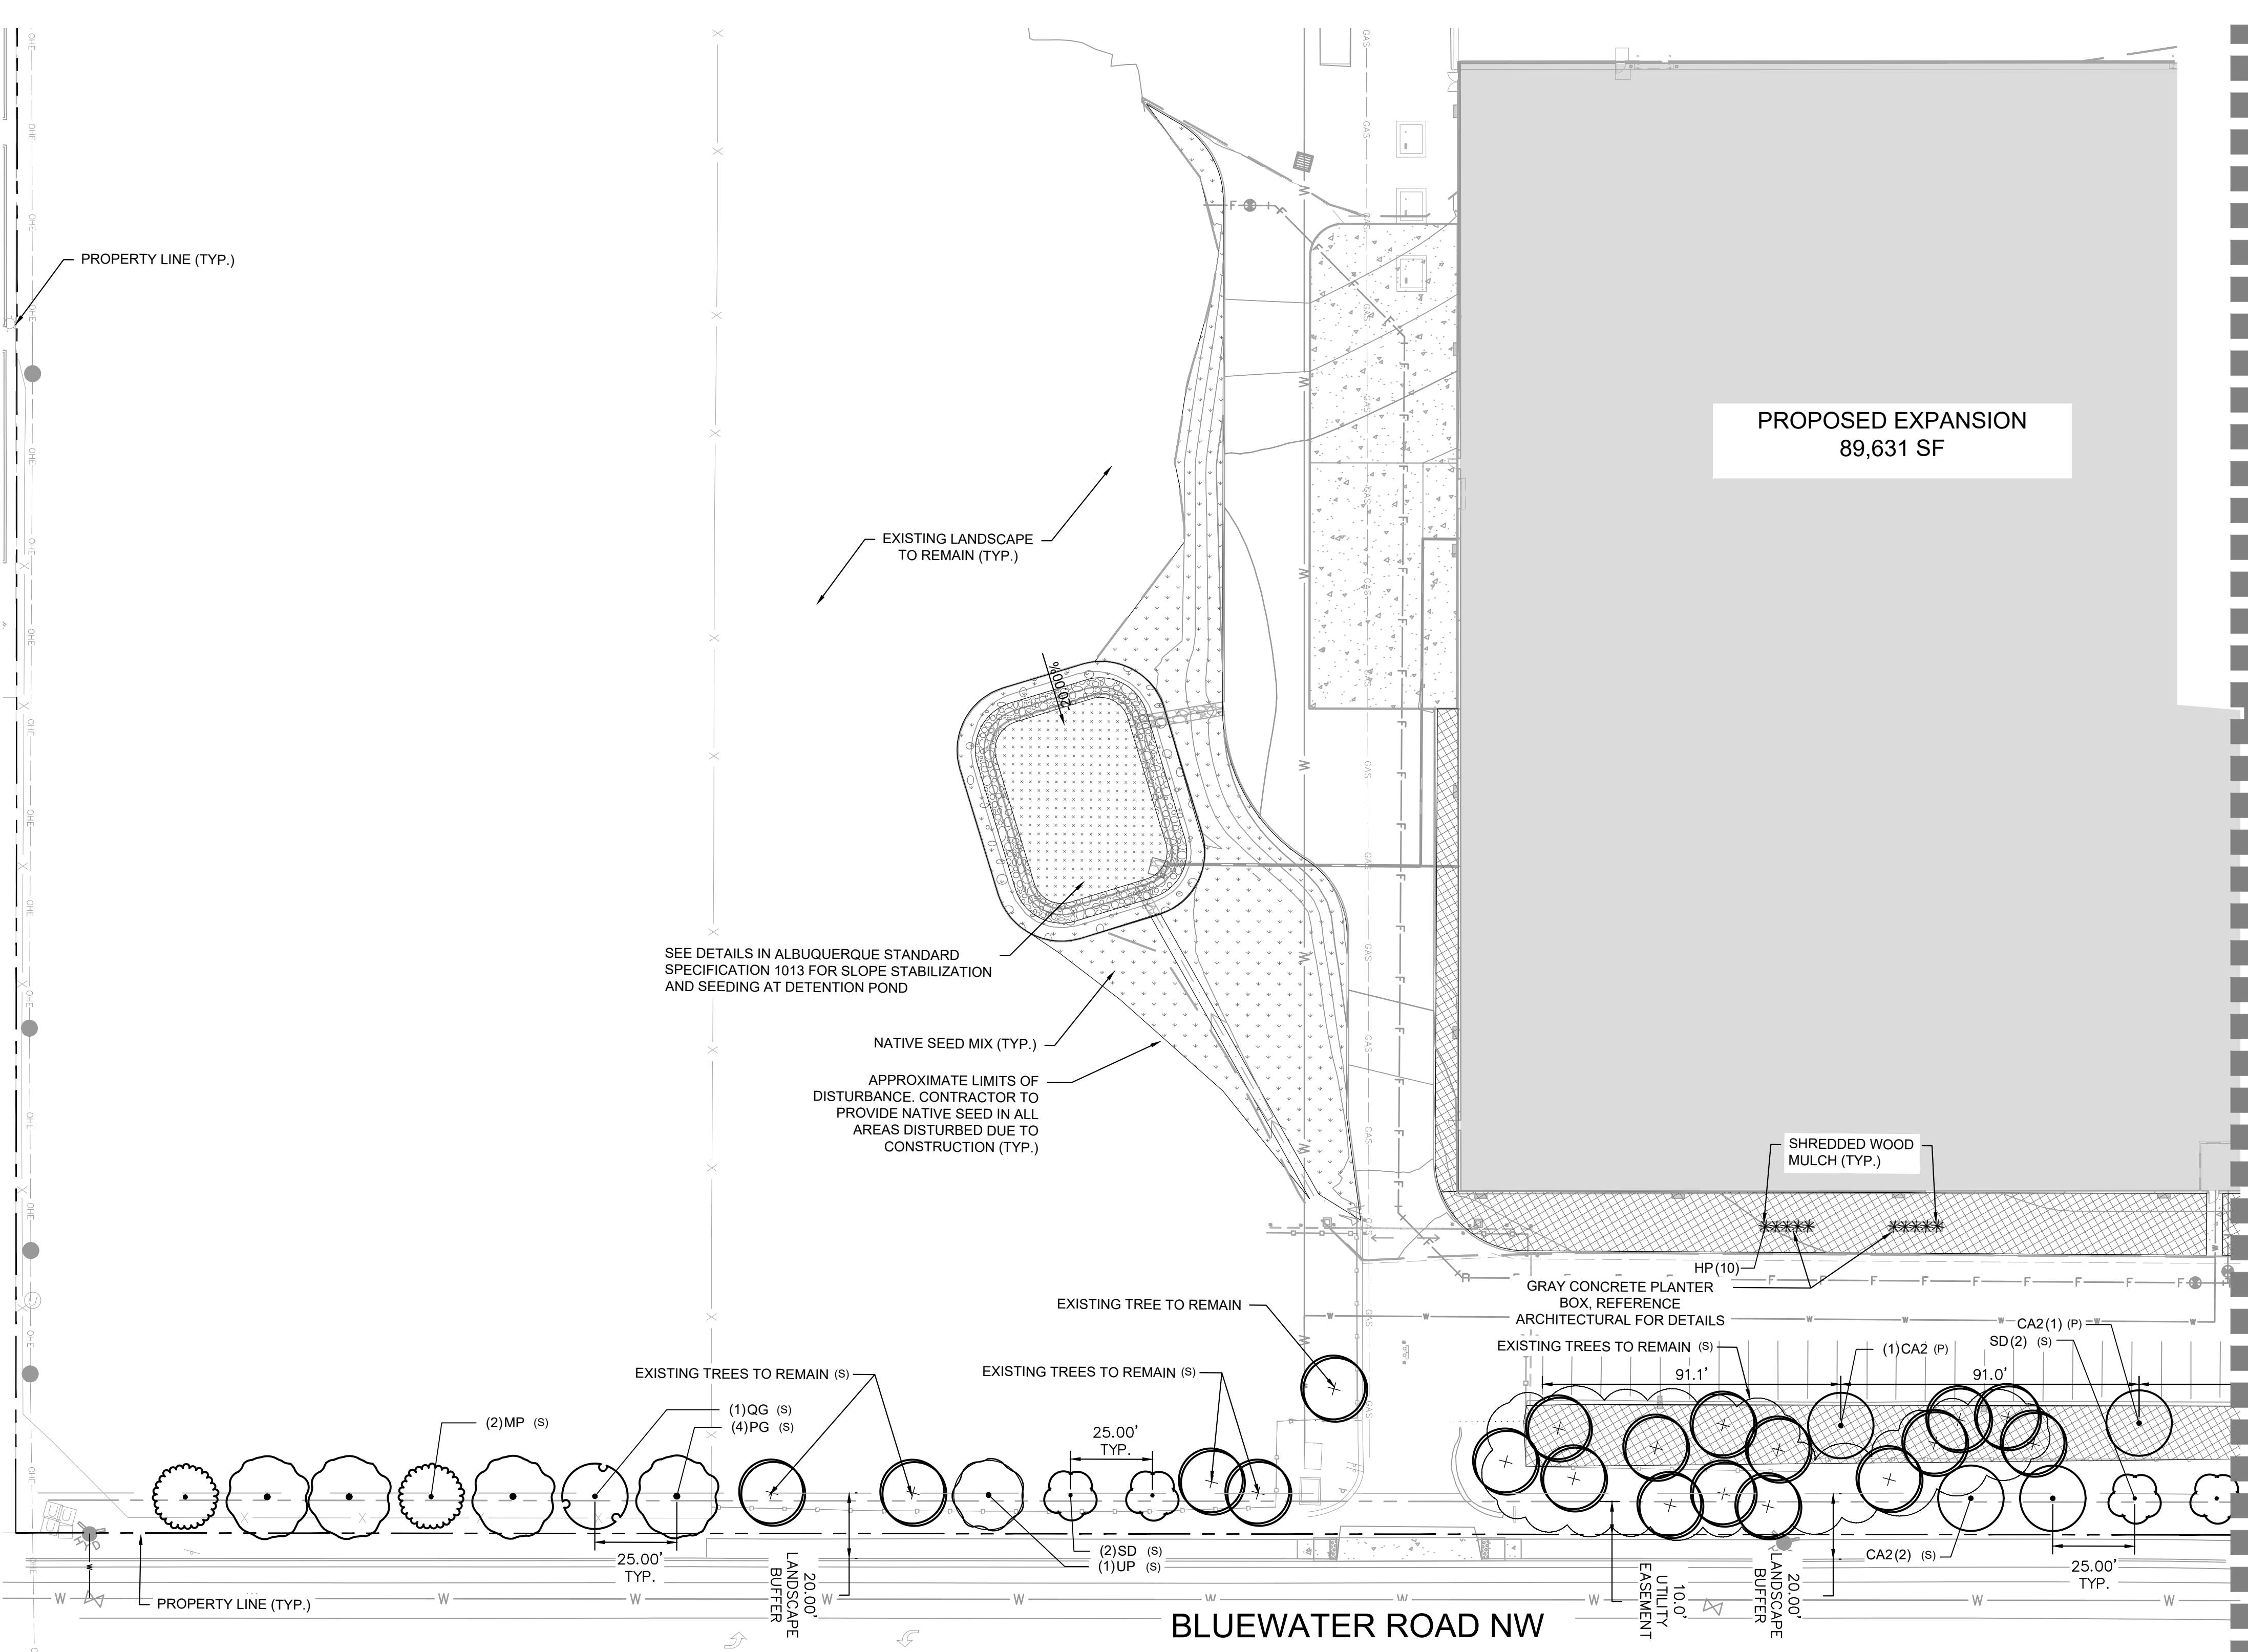 PROPERTY LINE (TYP.)
PROPOSED EXPANSION
89,631 SF
EXISTING LANDSCAPE
TO REMAIN (TYP.)
-20.00%
SEE DETAILS IN ALBUQUERQUE STANDARD
SPECIFICATION 1013 FOR SLOPE STABILIZATION
AND SEEDING AT DETENTION POND
NATIVE SEED MIX (TYP.)
APPROXIMATE LIMITS OF
DISTURBANCE. CONTRACTOR TO
PROVIDE NATIVE SEED IN ALL
AREAS DISTURBED DUE TO
CONSTRUCTION (TYP.)
SHREDDED WOOD
MULCH (TYP.)
HP(10)
GRAY CONCRETE PLANTER
BOX, REFERENCE
ARCHITECTURAL FOR DETAILS
EXISTING TREE TO REMAIN
CA2(1) (P)
SD(2) (S)
EXISTING TREES TO REMAIN (S)
(1)CA2 (P)
91.1'
91.0'
EXISTING TREES TO REMAIN (S)
EXISTING TREES TO REMAIN (S)
(2)MP (S)
(1)QG (S)
(4)PG (S)
25.00'
TYP.
25.00'
TYP.
(2)SD (S)
(1)UP (S)
CA2(2) (S)
25.00'
TYP.
20.00'
LANDSCAPE
BUFFER
10.0'
UTILITY
EASEMENT
20.00'
LANDSCAPE
BUFFER
PROPERTY LINE (TYP.)
BLUEWATER ROAD NW
OHE
GAS
W
F
X